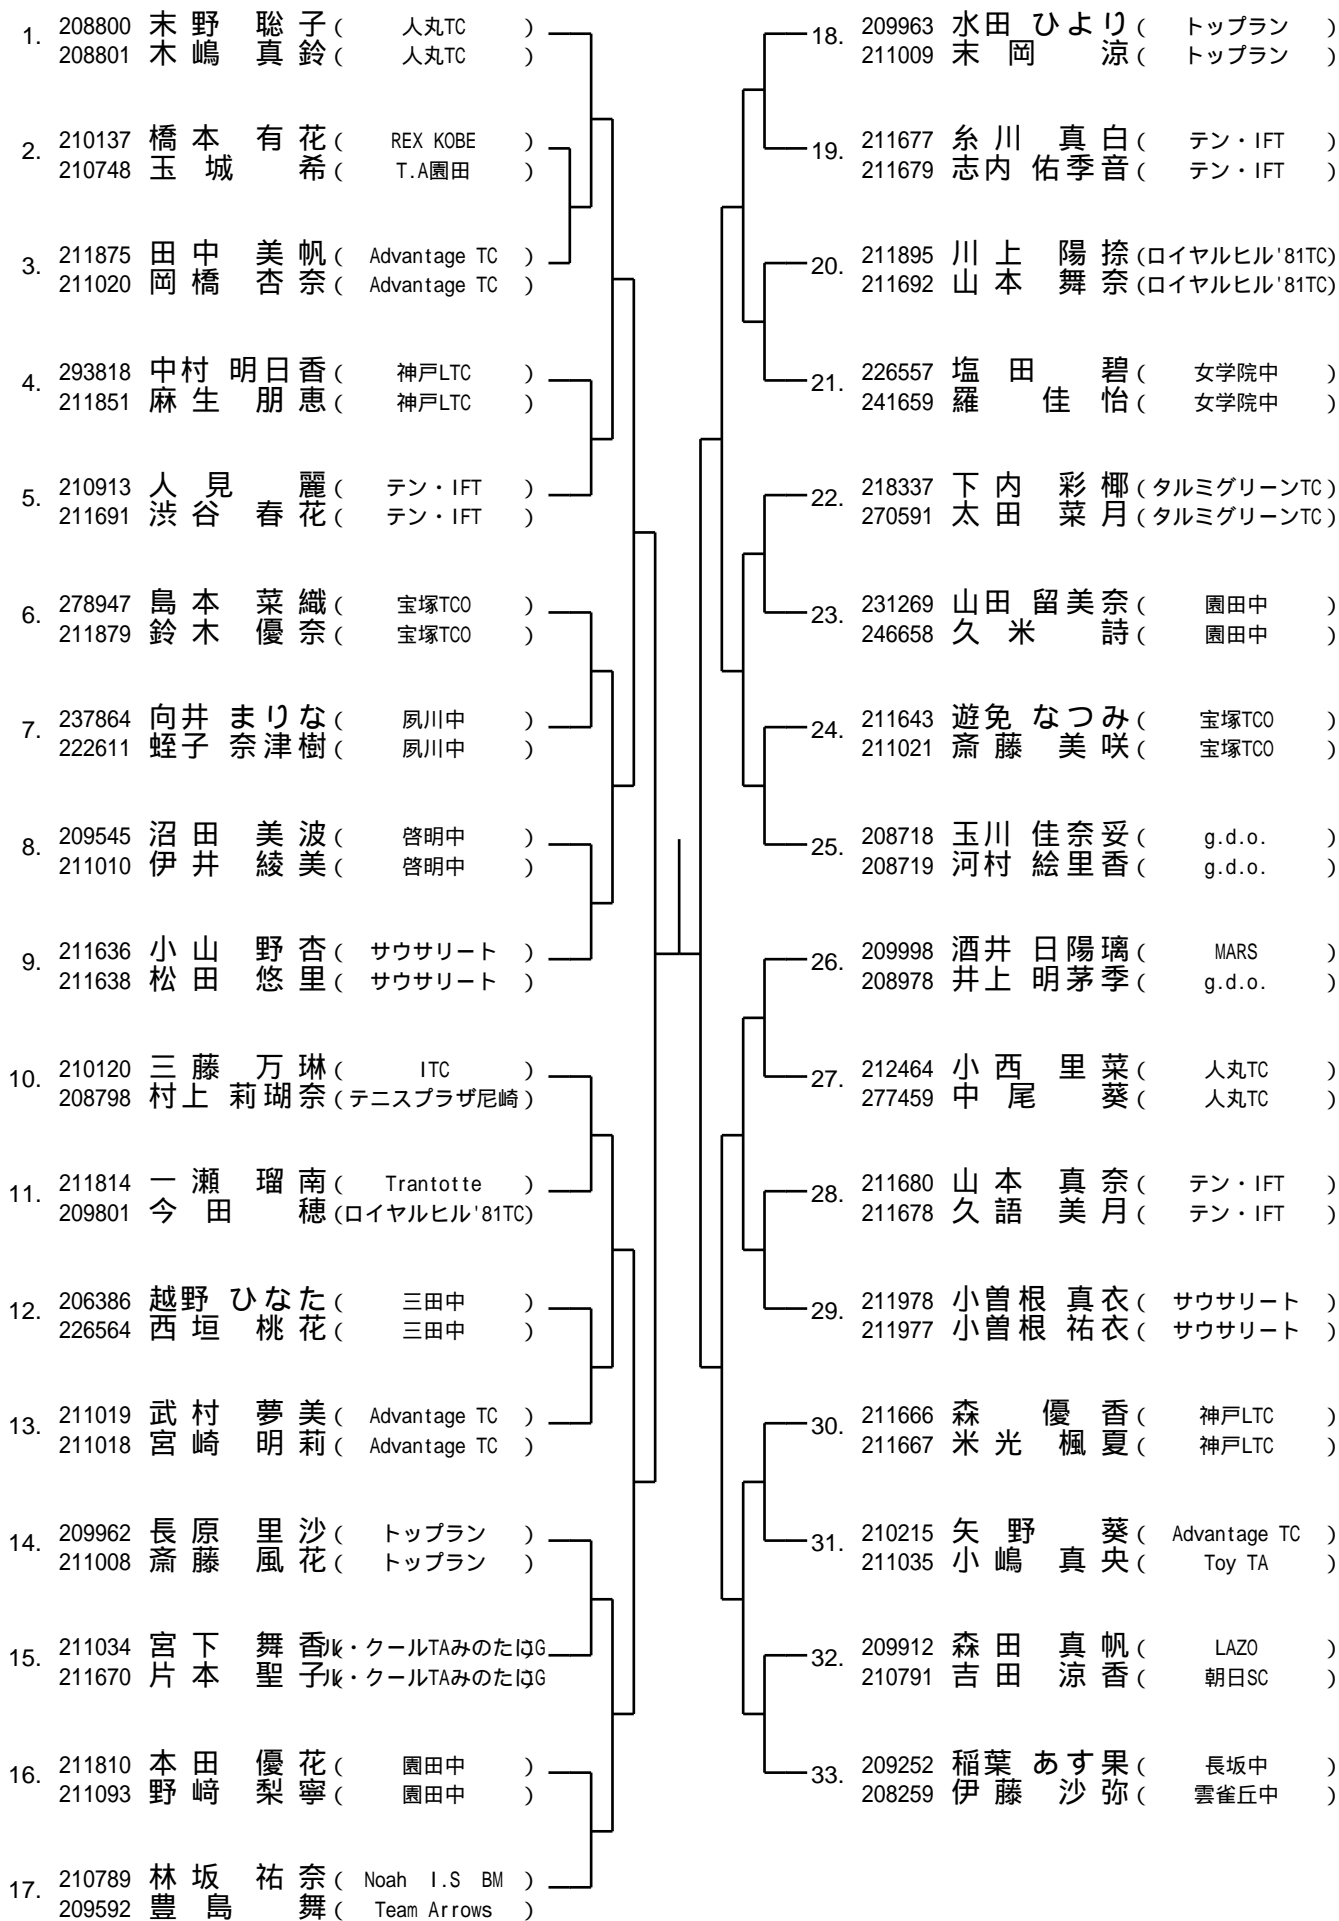 1. 208800 末野 聡子 ( 人丸TC )
208801 木嶋 真鈴 ( 人丸TC )
2. 210137 橋本 有花 ( REX KOBE )
210748 玉城 希 ( T.A園田 )
3. 211875 田中 美帆 ( Advantage TC )
211020 岡橋 杏奈 ( Advantage TC )
4. 293818 中村 明日香 ( 神戸LTC )
211851 麻生 朋恵 ( 神戸LTC )
5. 210913 人見 麗 ( テン・IFT )
211691 渋谷 春花 ( テン・IFT )
6. 278947 島本 菜織 ( 宝塚TCO )
211879 鈴木 優奈 ( 宝塚TCO )
7. 237864 向井 まりな ( 夙川中 )
222611 蛭子 奈津樹 ( 夙川中 )
8. 209545 沼田 美波 ( 啓明中 )
211010 伊井 綾美 ( 啓明中 )
9. 211636 小山 野杏 ( サウサリート )
211638 松田 悠里 ( サウサリート )
10. 210120 三藤 万琳 ( ITC )
208798 村上 莉瑚奈 ( テニスプラザ尼崎 )
11. 211814 一瀬 瑠南 ( Trantotte )
209801 今田 穂 (ロイヤルヒル'81TC)
12. 206386 越野 ひなた ( 三田中 )
226564 西垣 桃花 ( 三田中 )
13. 211019 武村 夢美 ( Advantage TC )
211018 宮崎 明莉 ( Advantage TC )
14. 209962 長原 里沙 ( トップラン )
211008 斎藤 風花 ( トップラン )
15. 211034 宮下 舞香 ・クールTAみのたに
211670 片本 聖子 ・クールTAみのたに
16. 211810 本田 優花 ( 園田中 )
211093 野﨑 梨寧 ( 園田中 )
17. 210789 林坂 祐奈 ( Noah I.S BM )
209592 豊島 舞 ( Team Arrows )
18. 209963 水田 ひより ( トップラン )
211009 末岡 涼 ( トップラン )
19. 211677 糸川 真白 ( テン・IFT )
211679 志内 佑季音 ( テン・IFT )
20. 211895 川上 陽捺 (ロイヤルヒル'81TC)
211692 山本 舞奈 (ロイヤルヒル'81TC)
21. 226557 塩田 碧 ( 女学院中 )
241659 羅 佳怡 ( 女学院中 )
22. 218337 下内 彩椰 ( タルミグリーンTC )
270591 太田 菜月 ( タルミグリーンTC )
23. 231269 山田 留美奈 ( 園田中 )
246658 久米 詩 ( 園田中 )
24. 211643 遊免 なつみ ( 宝塚TCO )
211021 斎藤 美咲 ( 宝塚TCO )
25. 208718 玉川 佳奈妥 ( g.d.o. )
208719 河村 絵里香 ( g.d.o. )
26. 209998 酒井 日陽璃 ( MARS )
208978 井上 明茅季 ( g.d.o. )
27. 212464 小西 里菜 ( 人丸TC )
277459 中尾 葵 ( 人丸TC )
28. 211680 山本 真奈 ( テン・IFT )
211678 久語 美月 ( テン・IFT )
29. 211978 小曽根 真衣 ( サウサリート )
211977 小曽根 祐衣 ( サウサリート )
30. 211666 森 優香 ( 神戸LTC )
211667 米光 楓夏 ( 神戸LTC )
31. 210215 矢野 葵 ( Advantage TC )
211035 小嶋 真央 ( Toy TA )
32. 209912 森田 真帆 ( LAZO )
210791 吉田 涼香 ( 朝日SC )
33. 209252 稲葉 あす果 ( 長坂中 )
208259 伊藤 沙弥 ( 雲雀丘中 )